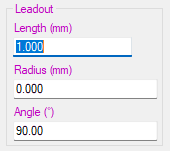 Leadout
Length (mm)
1.000
Radius (mm)
0.000
Angle (°)
90.00